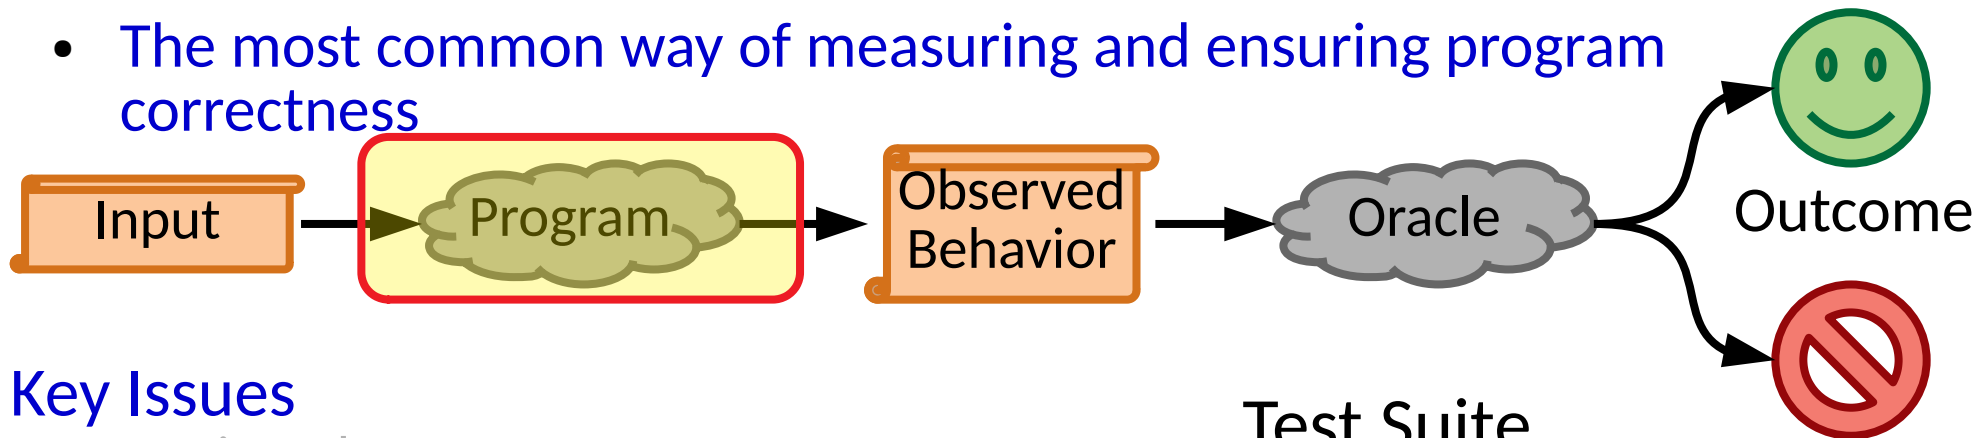 • The most common way of measuring and ensuring program
correctness
Input
Program
Observed
Behavior
Oracle
Outcome
Key Issues
Test Suite